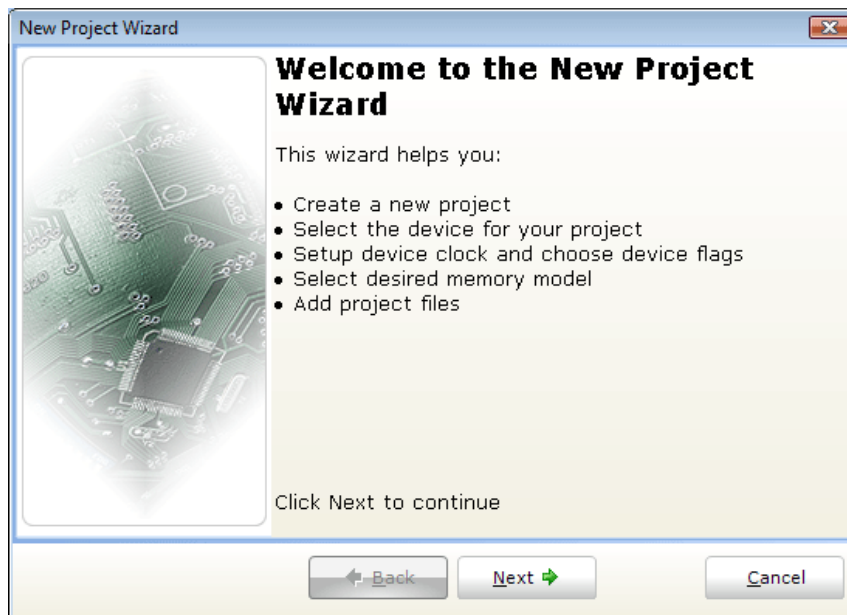 New Project Wizard
Welcome to the New Project
Wizard
This wizard helps you:
• Create a new project
• Select the device for your project
• Setup device clock and choose device flags
• Select desired memory model
• Add project files
Click Next to continue
Back
Next
Cancel